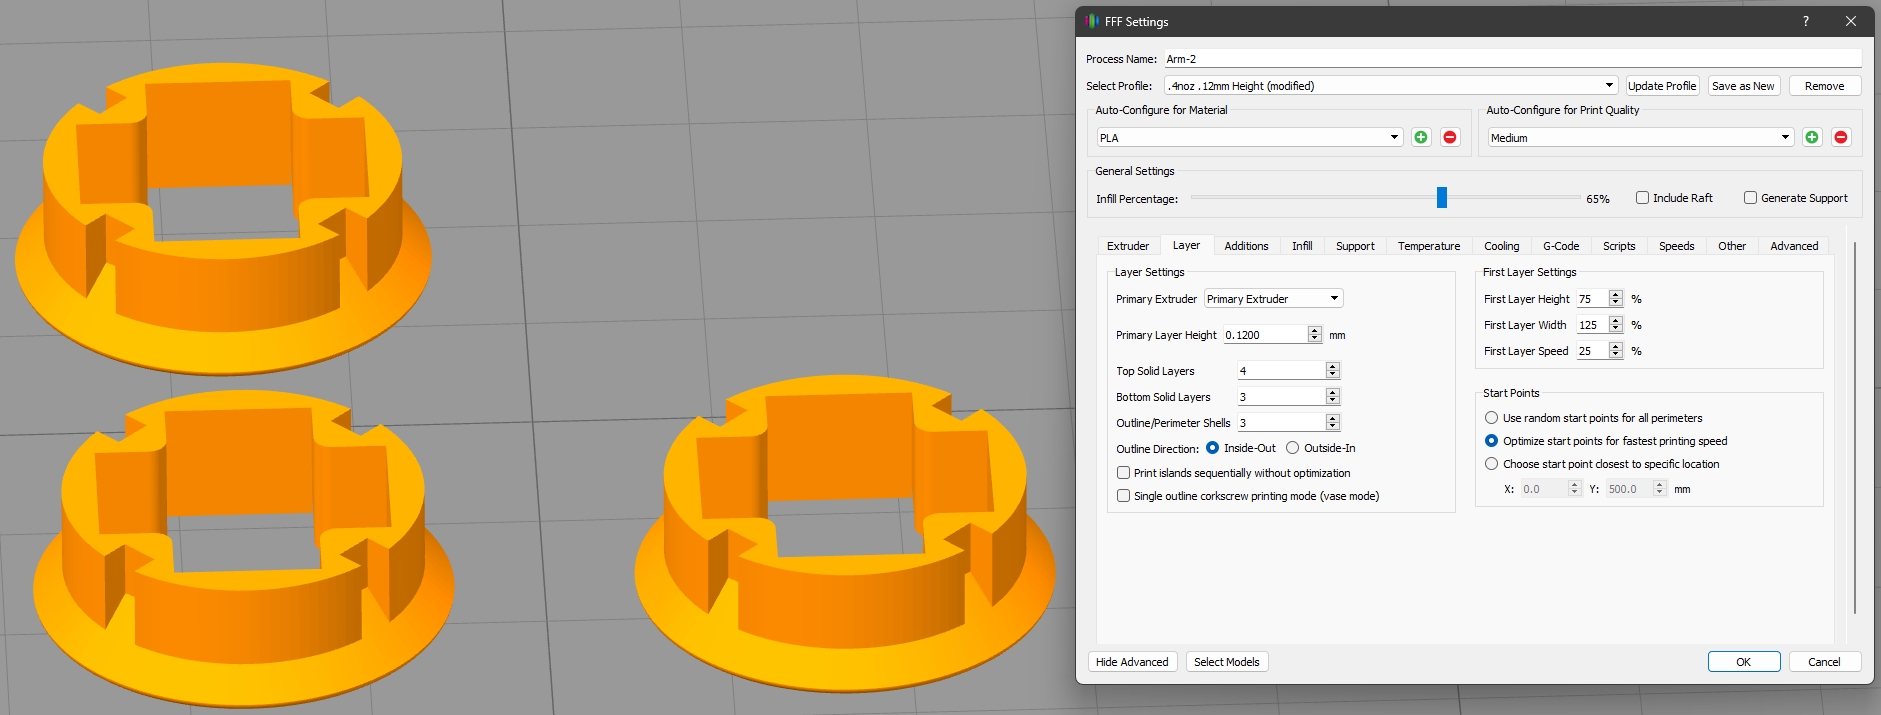 FFF Settings
?
Process Name: Arm-2
Select Profile: .4noz .12mm Height (modified) Update Profile Save as New Remove
Auto-Configure for Material
PLA
Auto-Configure for Print Quality
Medium
General Settings
Infill Percentage: 65% Include Raft Generate Support
Extruder Layer Additions Infill Support Temperature Cooling G-Code Scripts Speeds Other Advanced
Layer Settings
Primary Extruder Primary Extruder
Primary Layer Height 0.1200 mm
Top Solid Layers 4
Bottom Solid Layers 3
Outline/Perimeter Shells 3
Outline Direction: Inside-Out Outside-In
Print islands sequentially without optimization
Single outline corkscrew printing mode (vase mode)
First Layer Settings
First Layer Height 75 %
First Layer Width 125 %
First Layer Speed 25 %
Start Points
Use random start points for all perimeters
Optimize start points for fastest printing speed
Choose start point closest to specific location
X: 0.0 Y: 500.0 mm
Hide Advanced Select Models OK Cancel